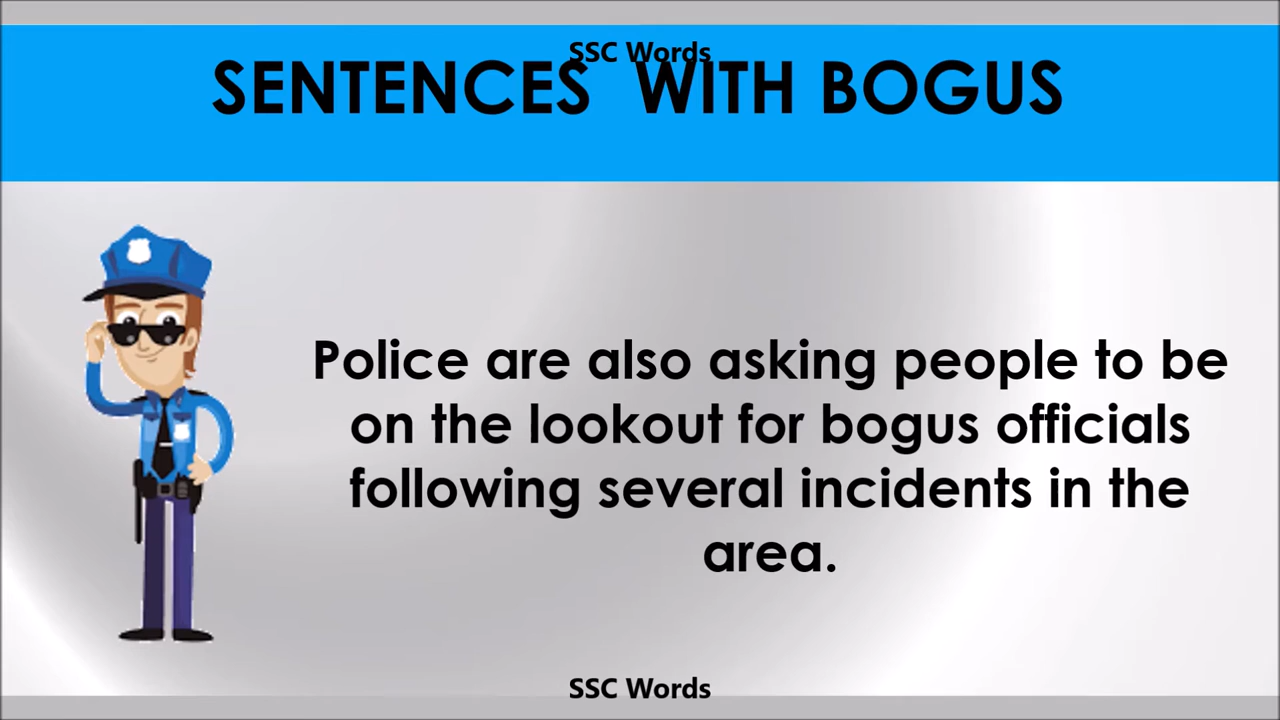 SSC Words
SENTENCES WITH BOGUS
Police are also asking people to be
on the lookout for bogus officials
following several incidents in the
area.
SSC Words